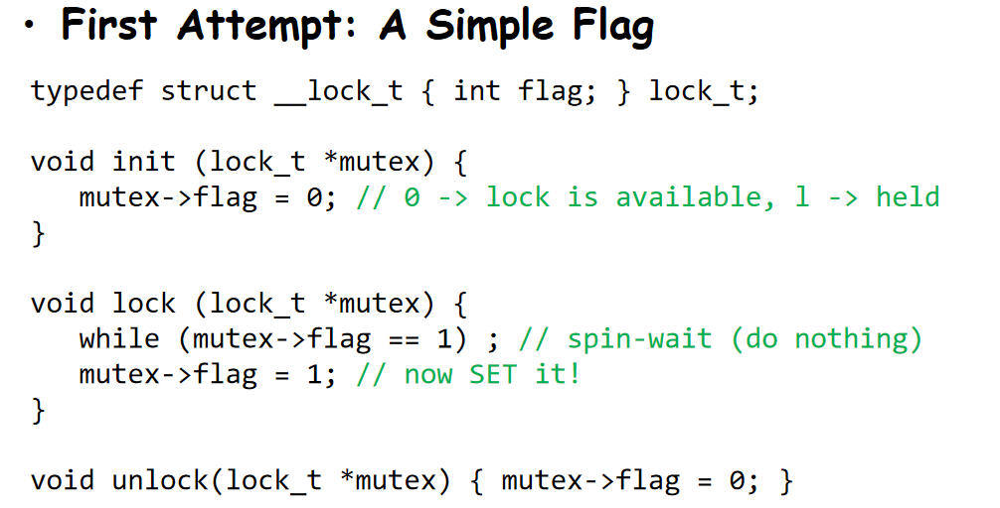 • First Attempt: A Simple Flag
typedef struct __lock_t { int flag; } lock_t;
void init (lock_t *mutex) {
mutex->flag = 0; // 0 -> lock is available, l -> held
}
void lock (lock_t *mutex) {
while (mutex->flag == 1) ; // spin-wait (do nothing)
mutex->flag = 1; // now SET it!
}
void unlock(lock_t *mutex) { mutex->flag = 0; }